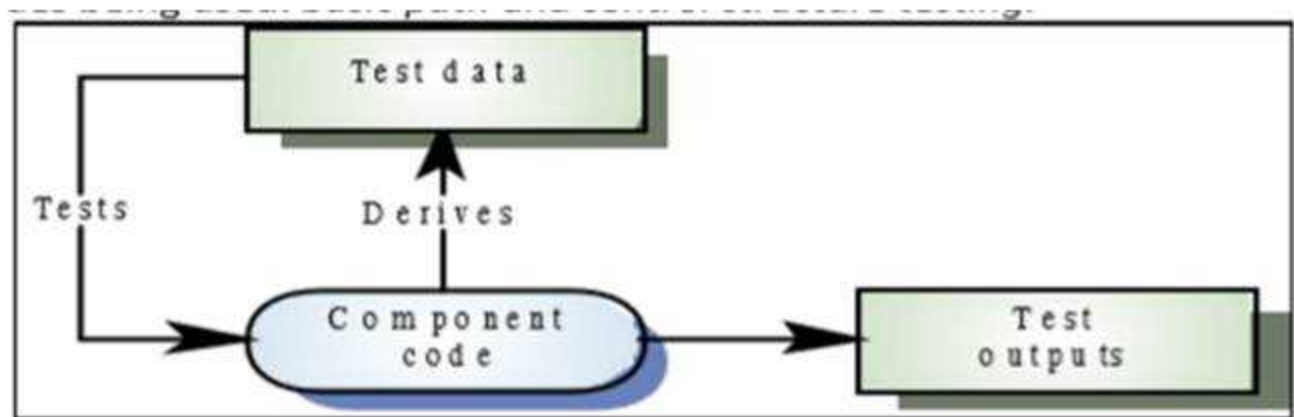 Test data
Tests
Derives
Component
code
Test
outputs